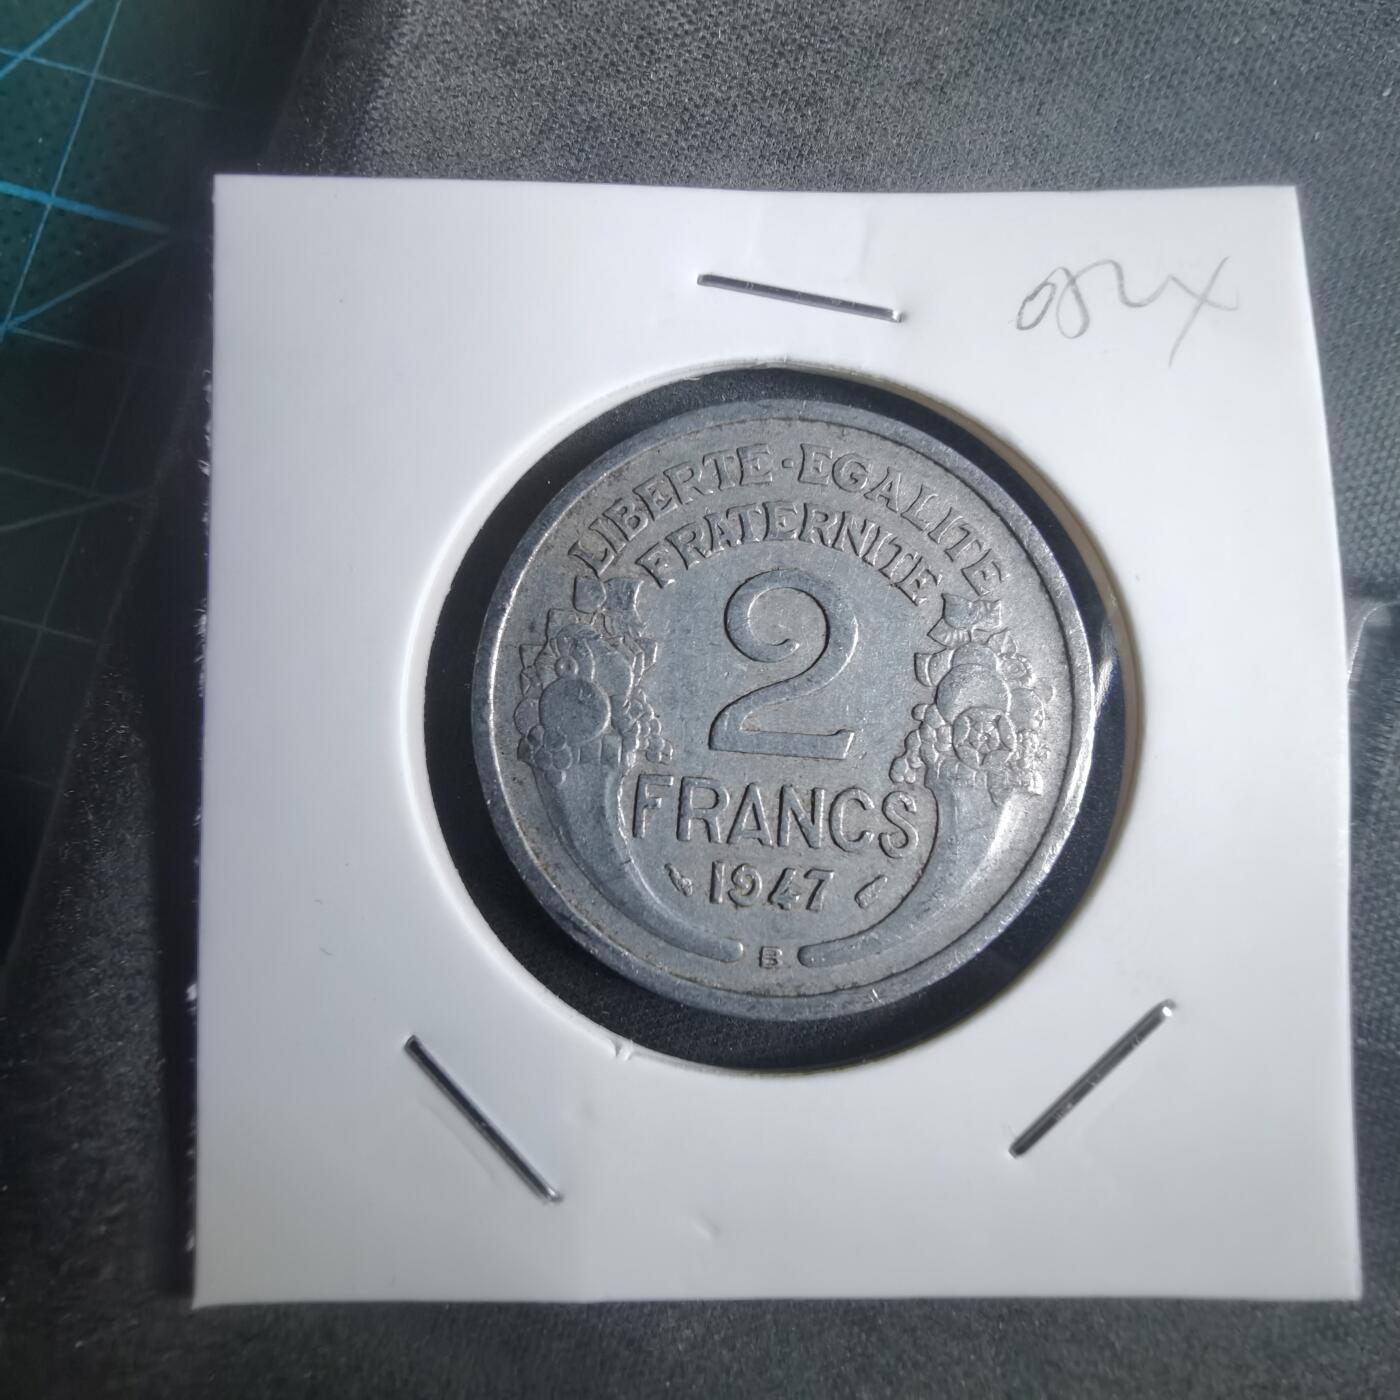 LIBERTE·EGALITE
FRATERNITE
2
FRANCS
1947
B